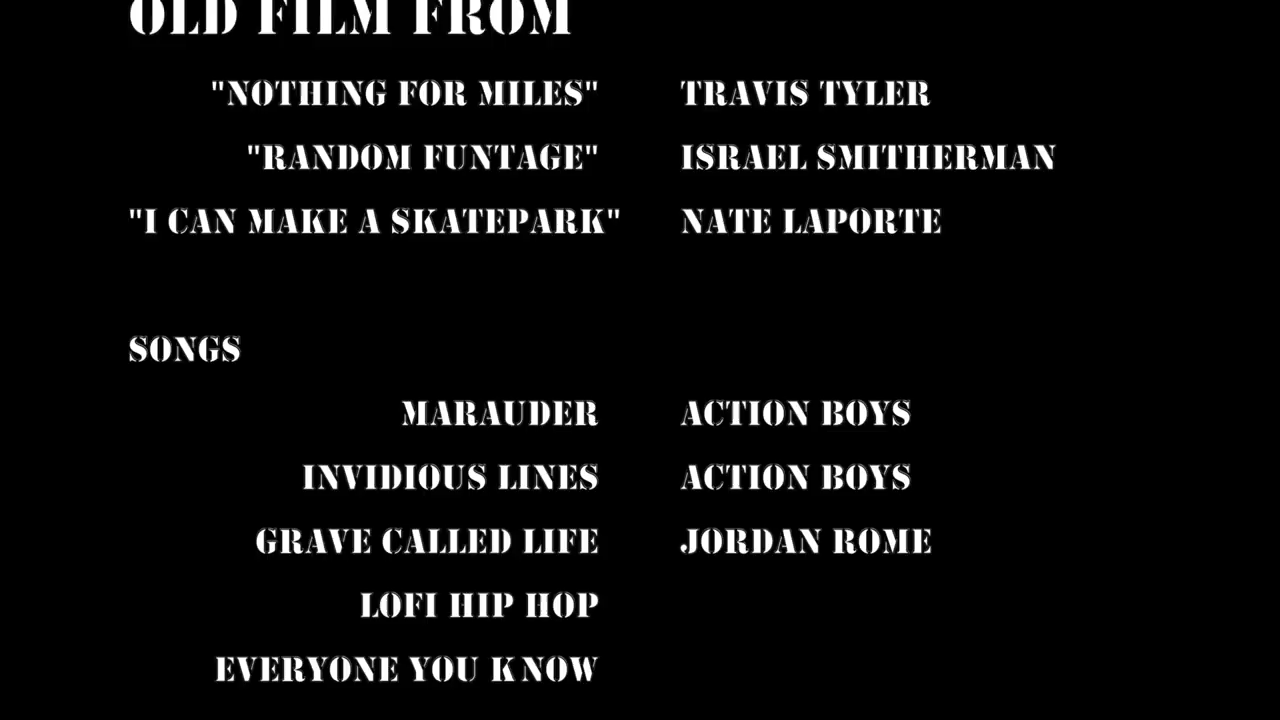 OLD FILM FROM
"NOTHING FOR MILES" TRAVIS TYLER
"RANDOM FUNTAGE" ISRAEL SMITHERMAN
"I CAN MAKE A SKATEPARK" NATE LAPORTE
SONGS
MARAUDER ACTION BOYS
INVIDIOUS LINES ACTION BOYS
GRAVE CALLED LIFE JORDAN ROME
LOFI HIP HOP
EVERYONE YOU KNOW